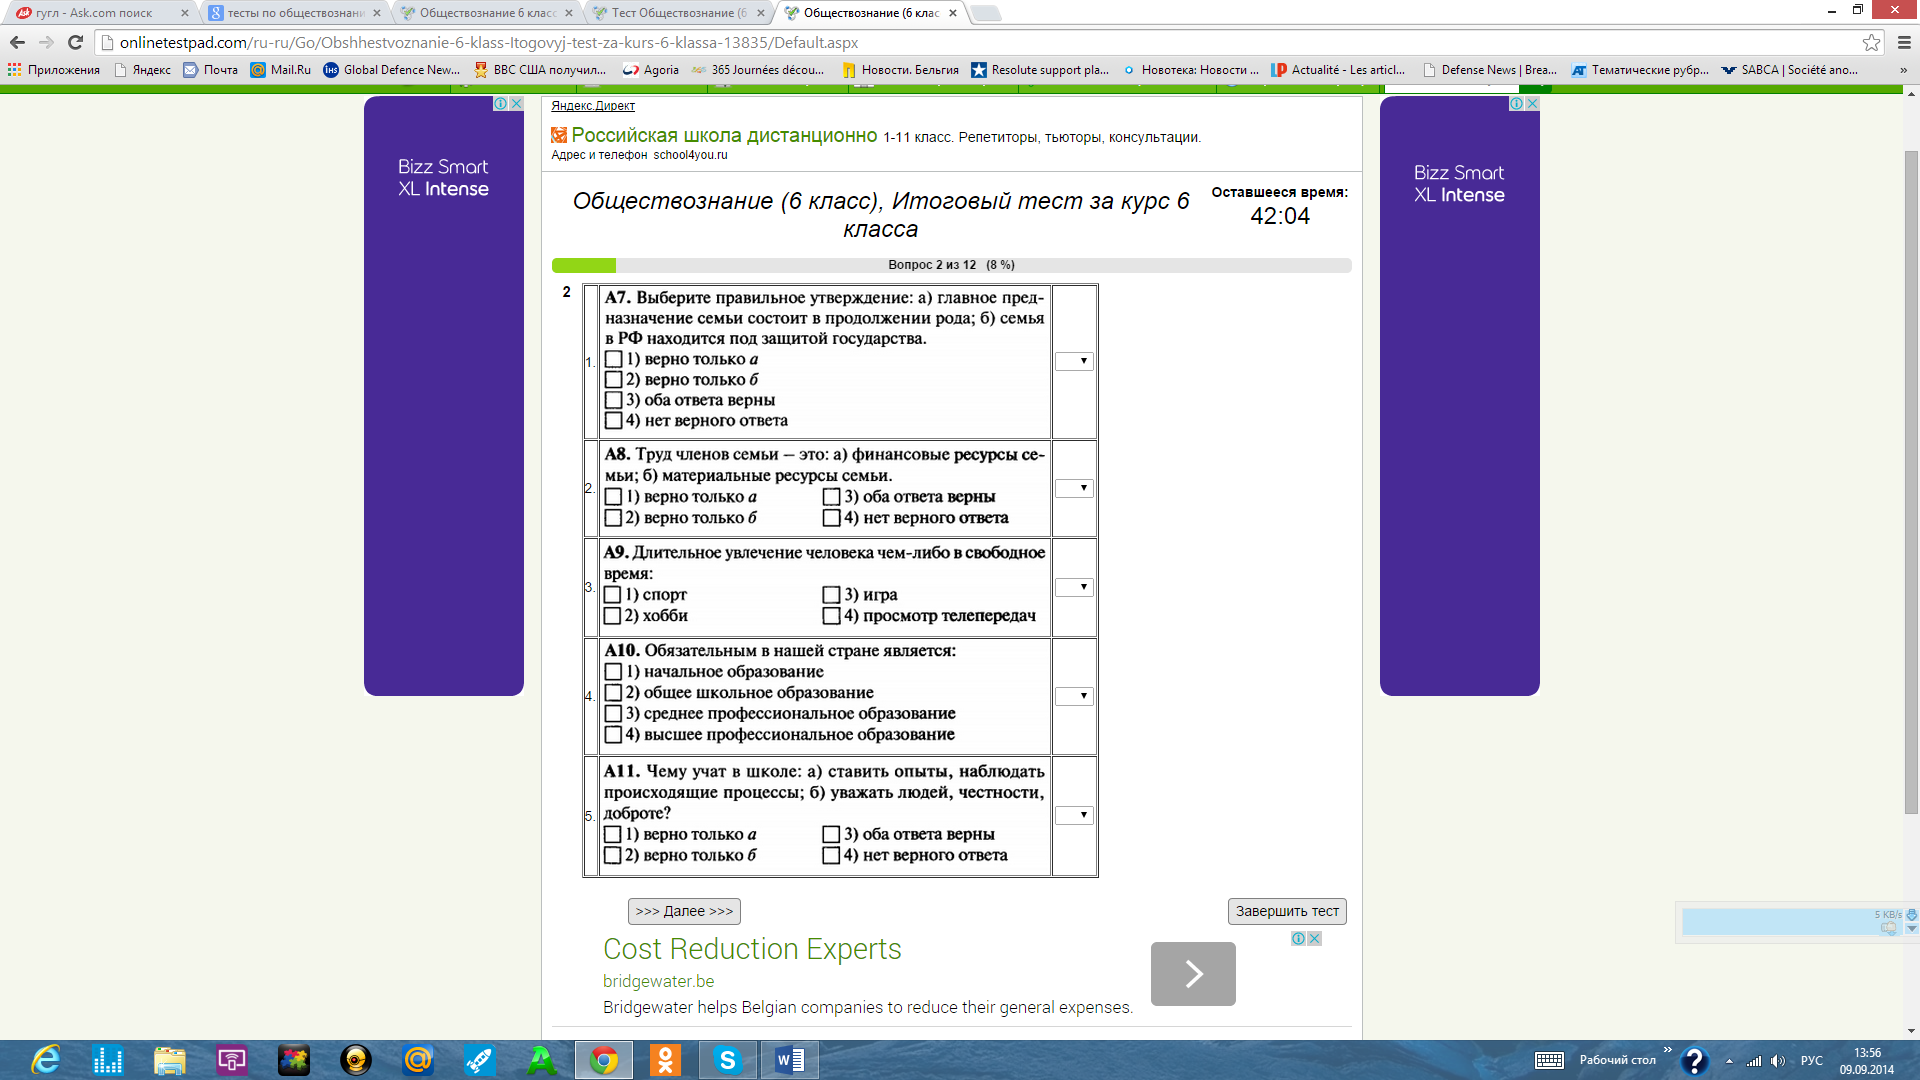 гугл - Ask.com поиск
тесты по обществознани
Обществознание 6 класс
Тест Обществознание (6
Обществознание (6 клас
onlinetestpad.com/ru-ru/Go/Obshhestvoznanie-6-klass-Itogovyj-test-za-kurs-6-klassa-13835/Default.aspx
Приложения
Яндекс
Почта
Mail.Ru
Global Defence New...
ВВС США получил...
Agoria
365 Journées décou...
Новости. Бельгия
Resolute support pla...
Новотека: Новости ...
Actualité - Les articl...
Defense News | Brea...
Тематические рубр...
SABCA | Société ano...
»
Яндекс.Директ
Российская школа дистанционно 1-11 класс. Репетиторы, тьюторы, консультации.
Адрес и телефон school4you.ru
Bizz Smart
XL Intense
Bizz Smart
XL Intense
Обществознание (6 класс), Итоговый тест за курс 6
класса
Оставшееся время:
42:04
Вопрос 2 из 12 (8 %)
2
1.
А7. Выберите правильное утверждение: а) главное пред-
назначение семьи состоит в продолжении рода; б) семья
в РФ находится под защитой государства.
1) верно только а
2) верно только б
3) оба ответа верны
4) нет верного ответа
2.
А8. Труд членов семьи – это: а) финансовые ресурсы се-
мьи; б) материальные ресурсы семьи.
1) верно только а
3) оба ответа верны
2) верно только б
4) нет верного ответа
3.
А9. Длительное увлечение человека чем-либо в свободное
время:
1) спорт
3) игра
2) хобби
4) просмотр телепередач
4.
А10. Обязательным в нашей стране является:
1) начальное образование
2) общее школьное образование
3) среднее профессиональное образование
4) высшее профессиональное образование
5.
А11. Чему учат в школе: а) ставить опыты, наблюдать
происходящие процессы; б) уважать людей, честности,
доброте?
1) верно только а
3) оба ответа верны
2) верно только б
4) нет верного ответа
>>> Далее >>>
Завершить тест
5 KB/s
Cost Reduction Experts
bridgewater.be
Bridgewater helps Belgian companies to reduce their general expenses.
Рабочий стол
»
РУС
13:56
09.09.2014